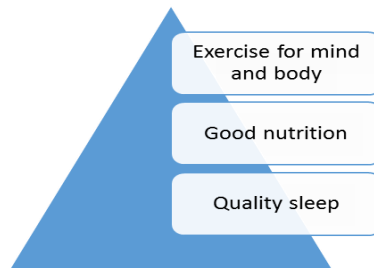 Exercise for mind
and body
Good nutrition
Quality sleep